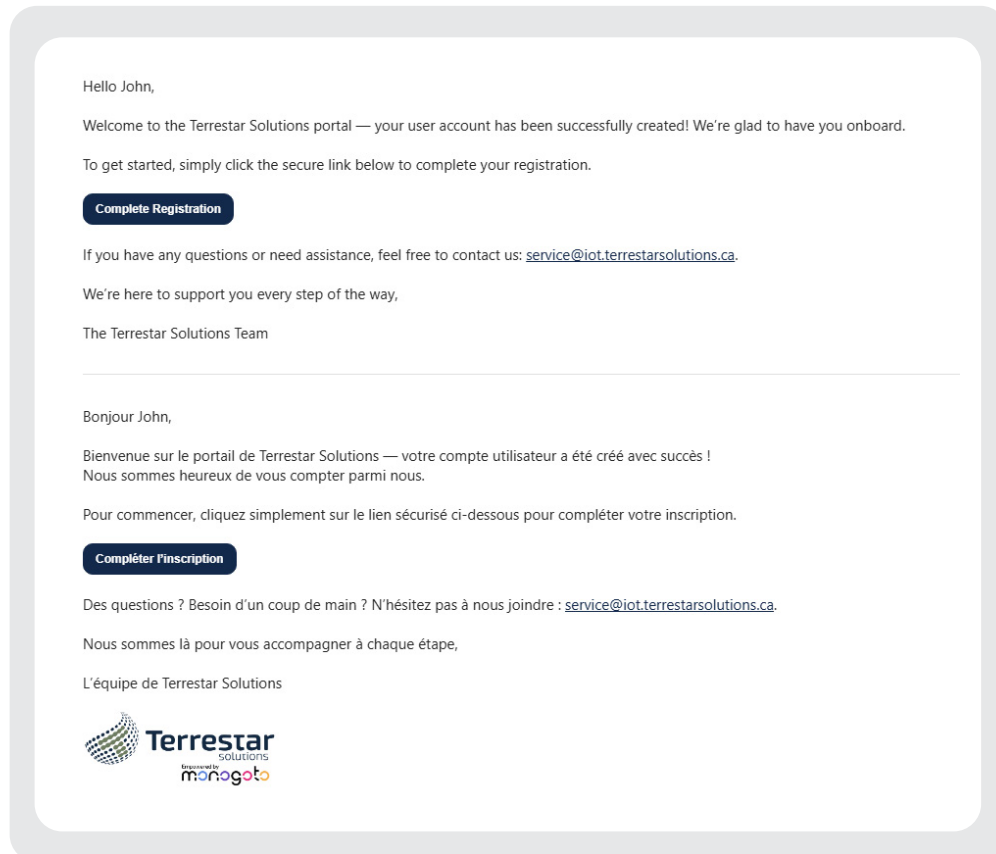 Hello John,
Welcome to the Terrestar Solutions portal — your user account has been successfully created! We’re glad to have you onboard.
To get started, simply click the secure link below to complete your registration.
Complete Registration
If you have any questions or need assistance, feel free to contact us: service@iot.terrestarsolutions.ca.
We’re here to support you every step of the way,
The Terrestar Solutions Team
Bonjour John,
Bienvenue sur le portail de Terrestar Solutions — votre compte utilisateur a été créé avec succès !
Nous sommes heureux de vous compter parmi nous.
Pour commencer, cliquez simplement sur le lien sécurisé ci-dessous pour compléter votre inscription.
Compléter l’inscription
Des questions ? Besoin d’un coup de main ? N’hésitez pas à nous joindre : service@iot.terrestarsolutions.ca.
Nous sommes là pour vous accompagner à chaque étape,
L’équipe de Terrestar Solutions
Terrestar
solutions
Empowered by
monogoto